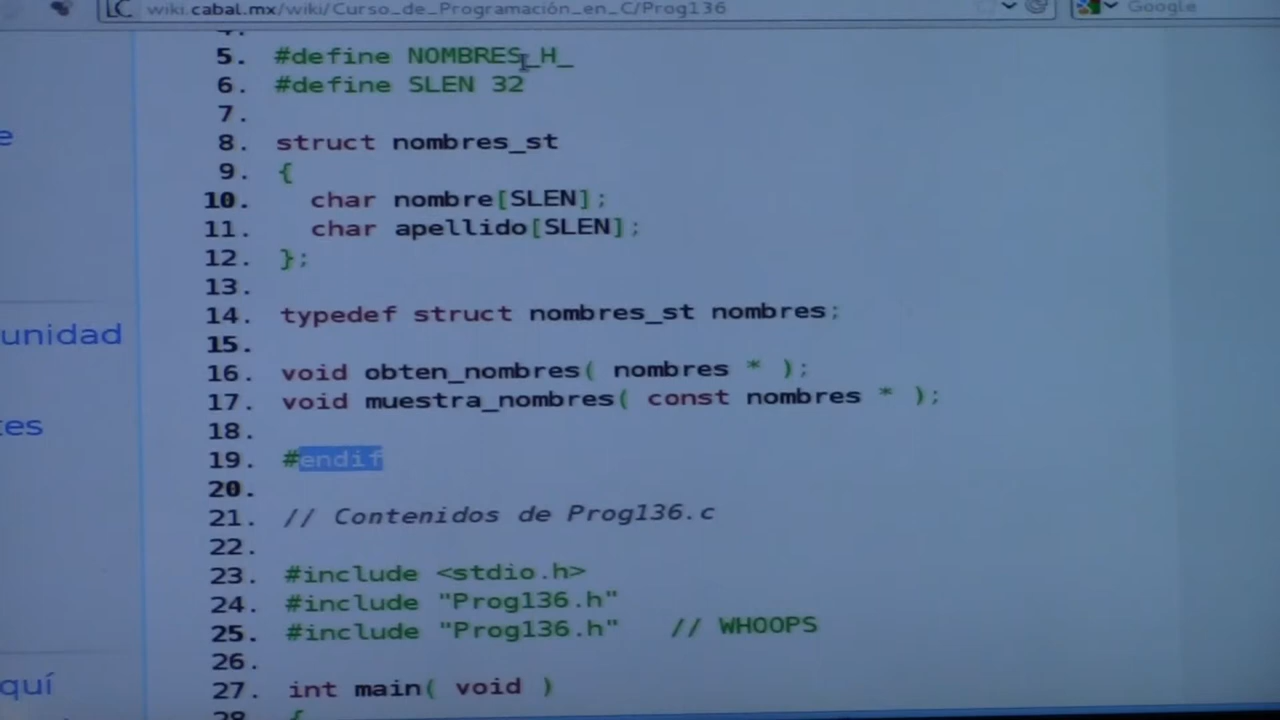 LC wiki.cabal.mx/wiki/Curso_de_Programación_en_C/Prog136 Google
5. #define NOMBRES_H_
6. #define SLEN 32
7.
8. struct nombres_st
9. {
10. char nombre[SLEN];
11. char apellido[SLEN];
12. };
13.
14. typedef struct nombres_st nombres;
15.
16. void obten_nombres( nombres * );
17. void muestra_nombres( const nombres * );
18.
19. #endif
20.
21. // Contenidos de Prog136.c
22.
23. #include <stdio.h>
24. #include "Prog136.h"
25. #include "Prog136.h" // WHOOPS
26.
27. int main( void )
28. {
e
unidad
tes
quí